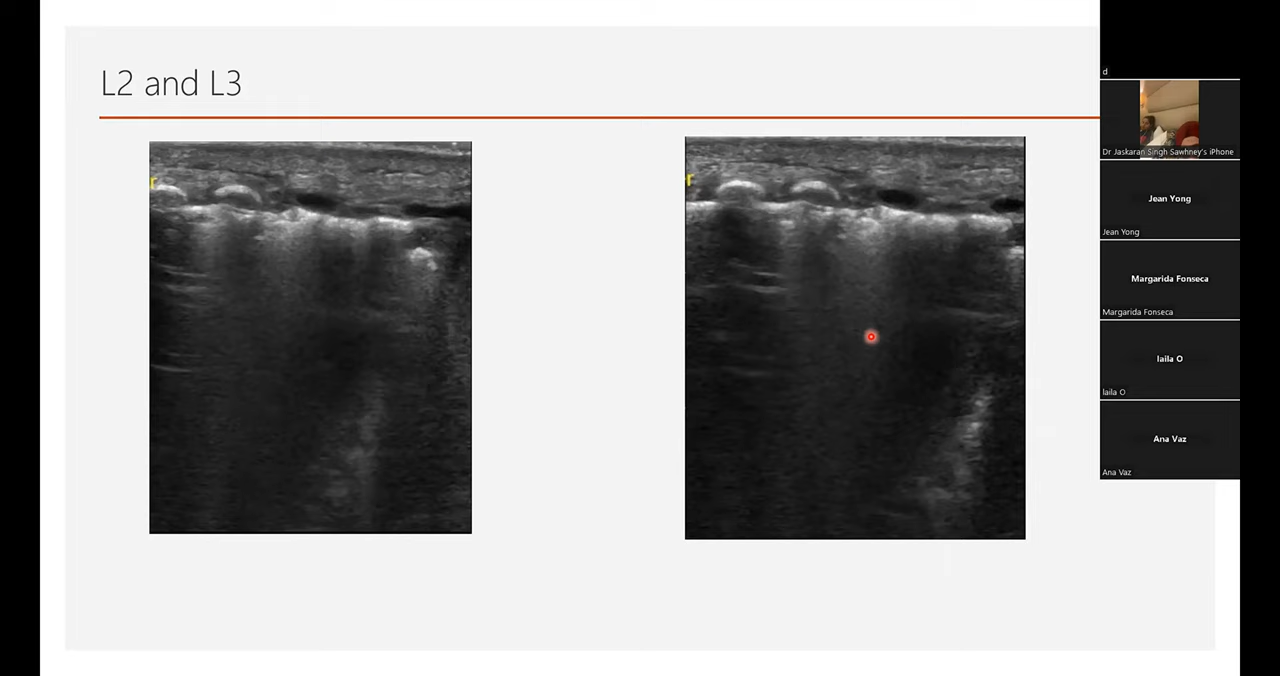 L2 and L3
r
r
d
Dr Jaskaran Singh Sawhney's iPhone
Jean Yong
Jean Yong
Margarida Fonseca
Margarida Fonseca
laila O
laila O
Ana Vaz
Ana Vaz